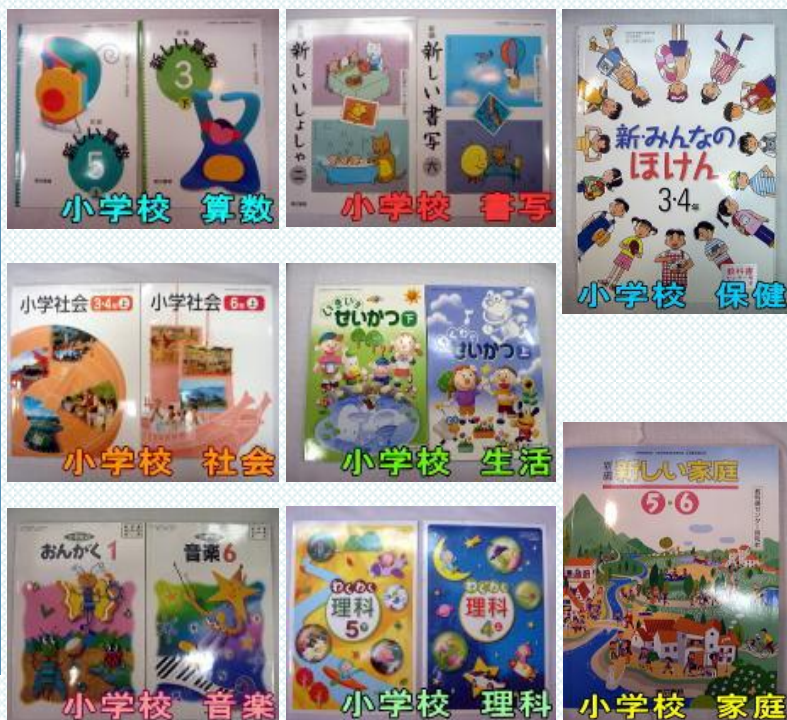 新しい算数
5
新しい算数
3
下
小学校 算数
新しいしょしゃ 二
新しい書写 六
小学校 書写
新・みんなの
ほけん
3・4年
小学校 保健
小学社会 3・4年上
小学社会 6年上
小学校 社会
せいかつ 下
せいかつ 上
小学校 生活
おんがく 1
音楽 6
小学校 音楽
わくわく
理科
5下
わくわく
理科
4上
小学校 理科
新編 新しい家庭
5・6
小学校 家庭